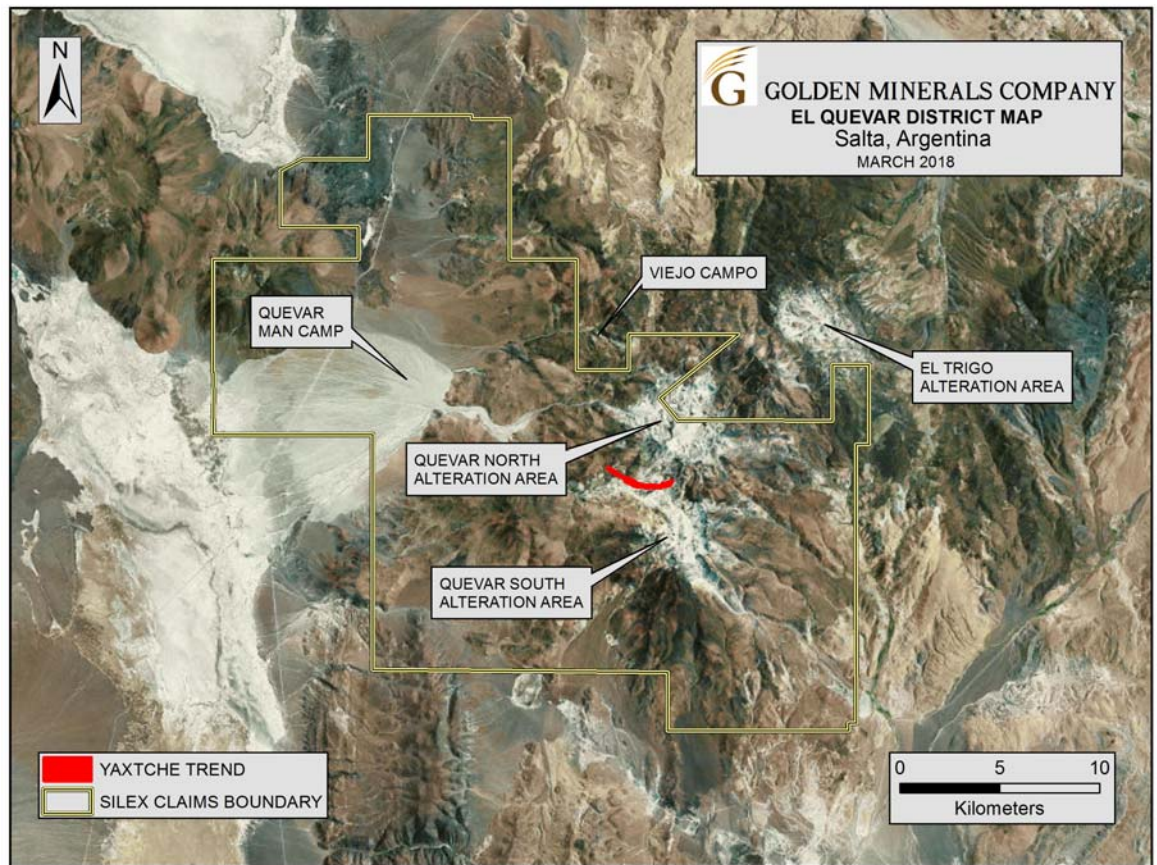 N
G GOLDEN MINERALS COMPANY
EL QUEVAR DISTRICT MAP
Salta, Argentina
MARCH 2018
VIEJO CAMPO
QUEVAR
MAN CAMP
EL TRIGO
ALTERATION AREA
QUEVAR NORTH
ALTERATION AREA
QUEVAR SOUTH
ALTERATION AREA
YAXTCHE TREND
SILEX CLAIMS BOUNDARY
0 5 10
Kilometers